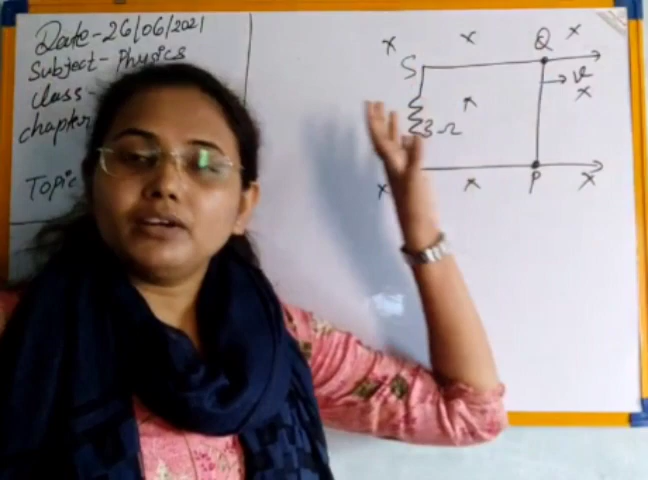 Date-26/06/2021
Subject- Physics
class-
chapter
Topic
x x Q x
S
v
x x
3Ω
x x P x